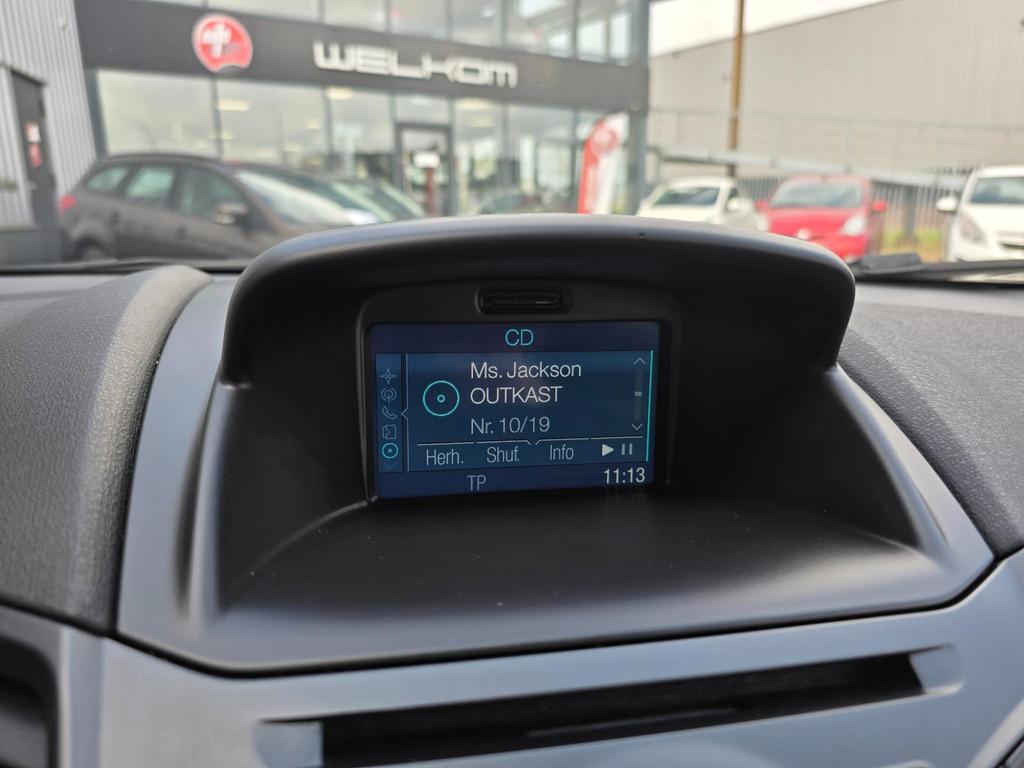 WELKOM
CD
Ms. Jackson
OUTKAST
Nr. 10/19
Herh. Shuf. Info
TP 11:13